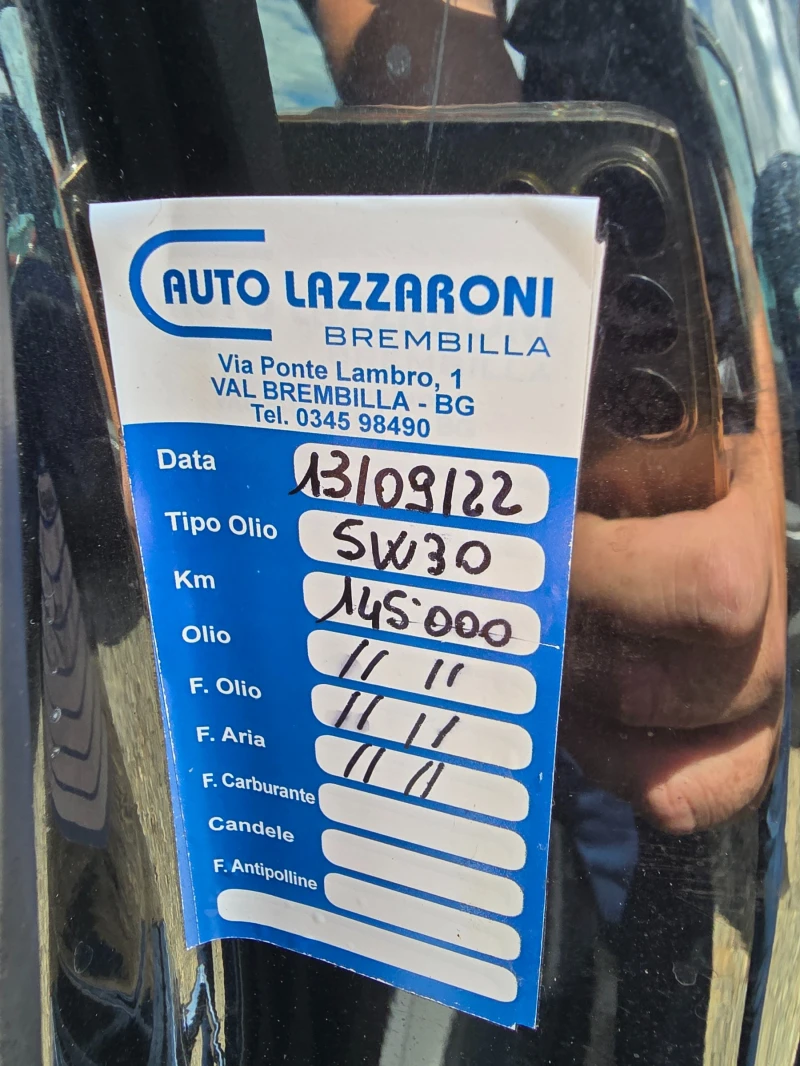 AUTO LAZZARONI
BREMBILLA
Via Ponte Lambro, 1
VAL BREMBILLA - BG
Tel. 0345 98490
Data 13/09/22
Tipo Olio 5W30
Km 145.000
Olio // //
F. Olio // //
F. Aria // //
F. Carburante
Candele
F. Antipolline